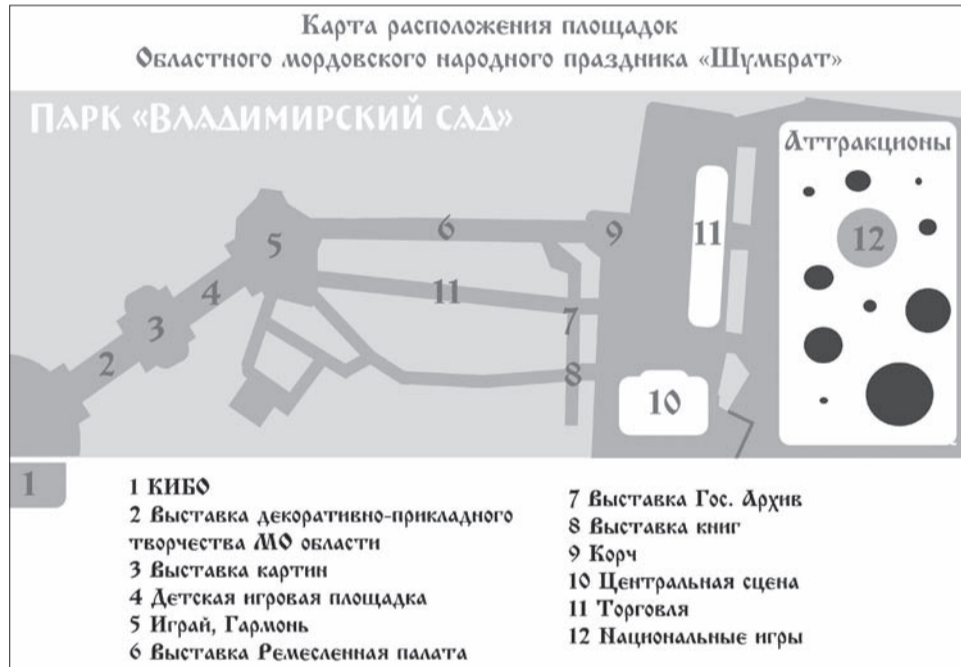 Карта расположения площадок
Областного мордовского народного праздника «Шумбрат»
Парк «Владимирский сад»
Аттракционы
6
9
11
12
5
4
11
3
7
2
8
10
1
1 КИБО
2 Выставка декоративно-прикладного
творчества МО области
3 Выставка картин
4 Детская игровая площадка
5 Играй, Гармонь
6 Выставка Ремесленная палата
7 Выставка Гос. Архив
8 Выставка книг
9 Корч
10 Центральная сцена
11 Торговля
12 Национальные игры